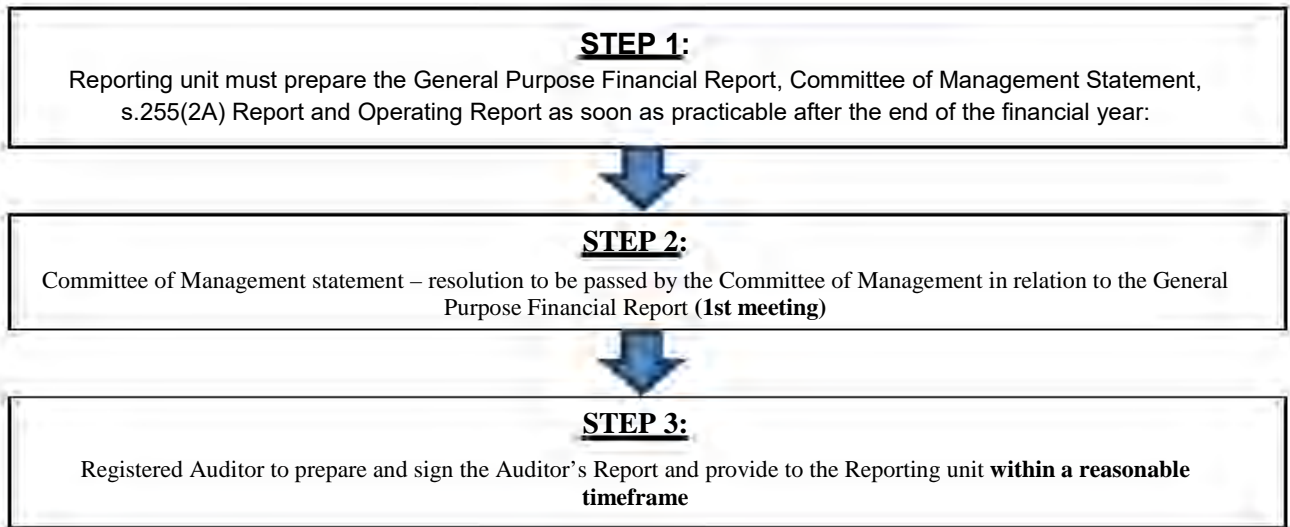 STEP 1:
Reporting unit must prepare the General Purpose Financial Report, Committee of Management Statement,
s.255(2A) Report and Operating Report as soon as practicable after the end of the financial year:
STEP 2:
Committee of Management statement – resolution to be passed by the Committee of Management in relation to the General
Purpose Financial Report (1st meeting)
STEP 3:
Registered Auditor to prepare and sign the Auditor's Report and provide to the Reporting unit within a reasonable
timeframe